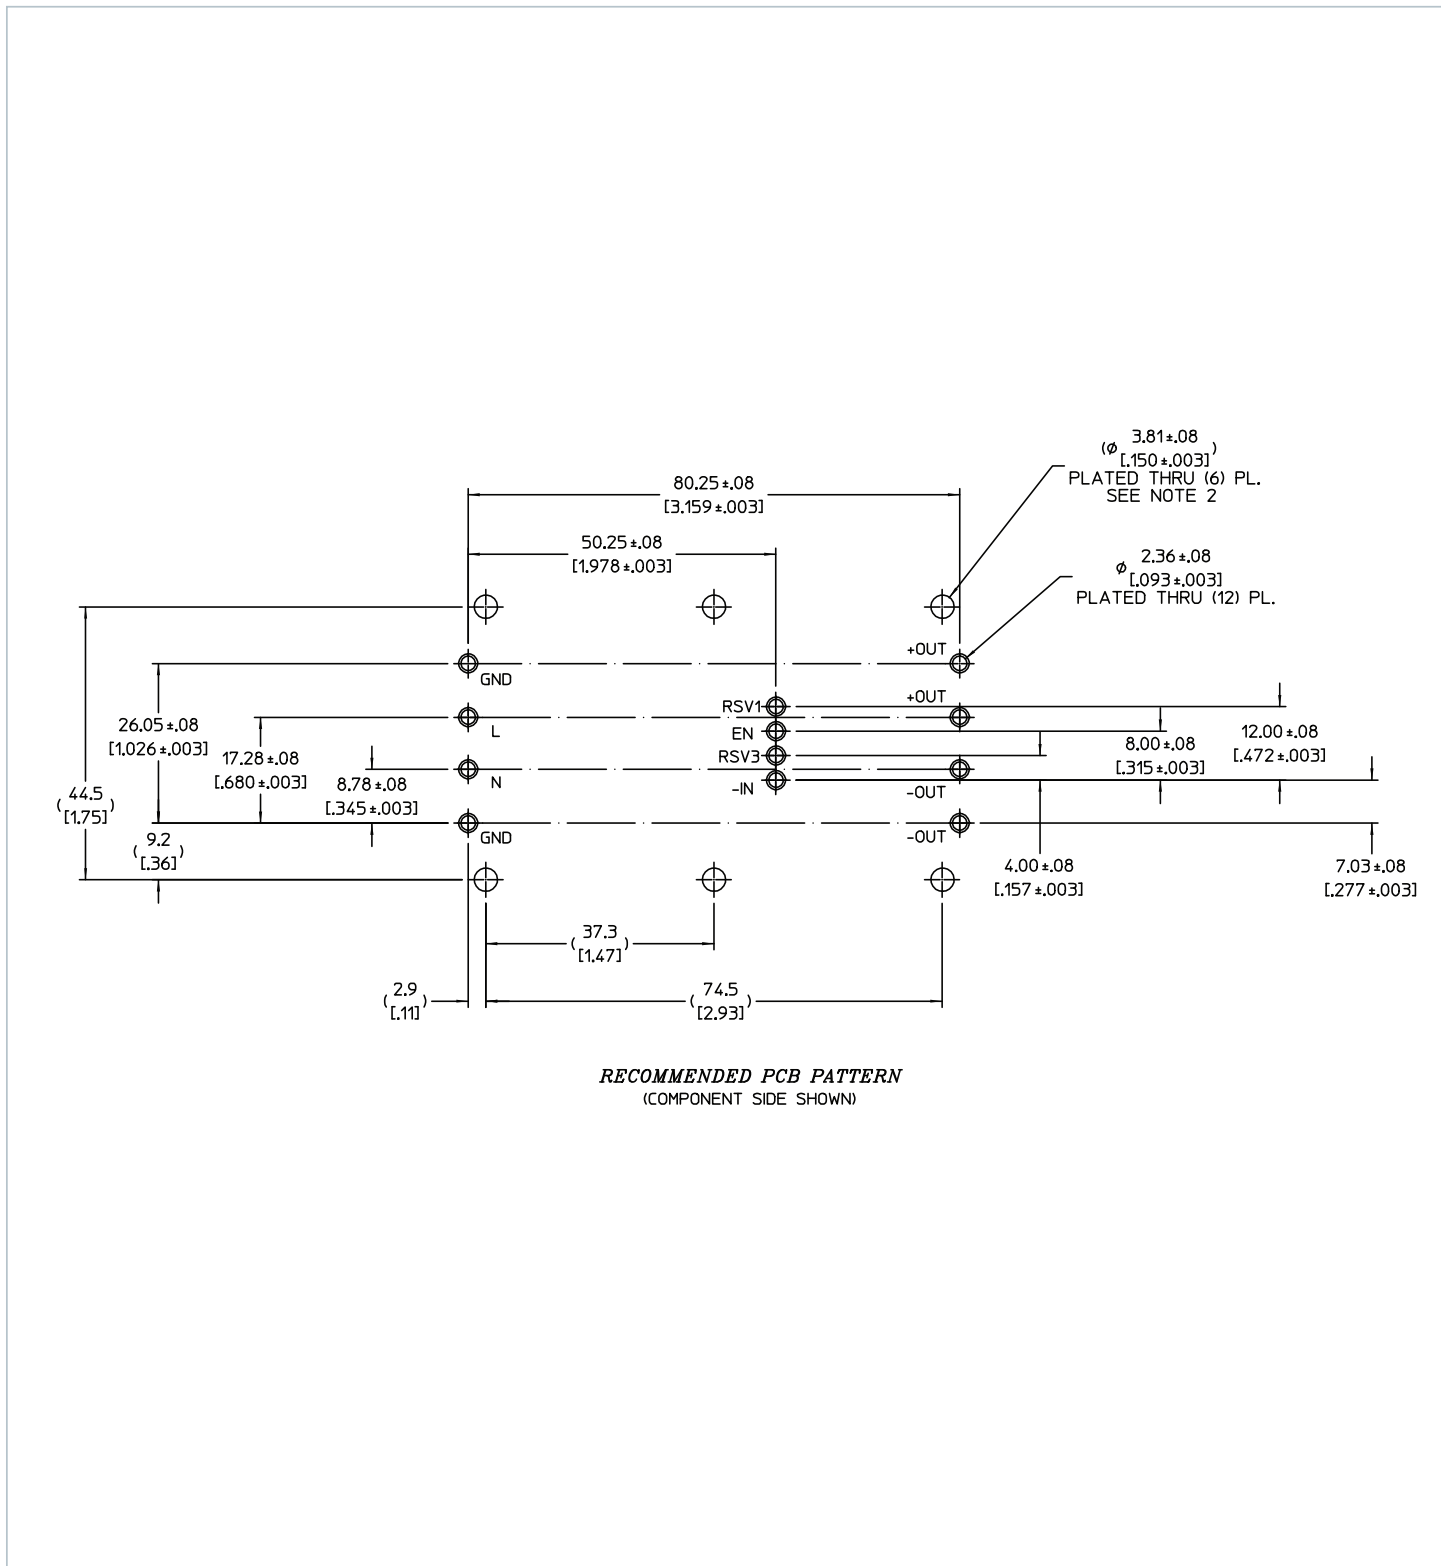 3.81±.08
(ø [.150±.003])
PLATED THRU (6) PL.
SEE NOTE 2
80.25±.08
[3.159±.003]
50.25±.08
[1.978±.003]
ø 2.36±.08
[.093±.003]
PLATED THRU (12) PL.
+OUT
GND
+OUT
RSV1
L
EN
RSV3
N
-IN
-OUT
GND
-OUT
26.05±.08
[1.026±.003]
17.28±.08
[.680±.003]
8.78±.08
[.345±.003]
44.5
([1.75])
9.2
([.36])
12.00±.08
[.472±.003]
8.00±.08
[.315±.003]
4.00±.08
[.157±.003]
7.03±.08
[.277±.003]
37.3
([1.47])
2.9
([.11])
74.5
([2.93])
RECOMMENDED PCB PATTERN
(COMPONENT SIDE SHOWN)